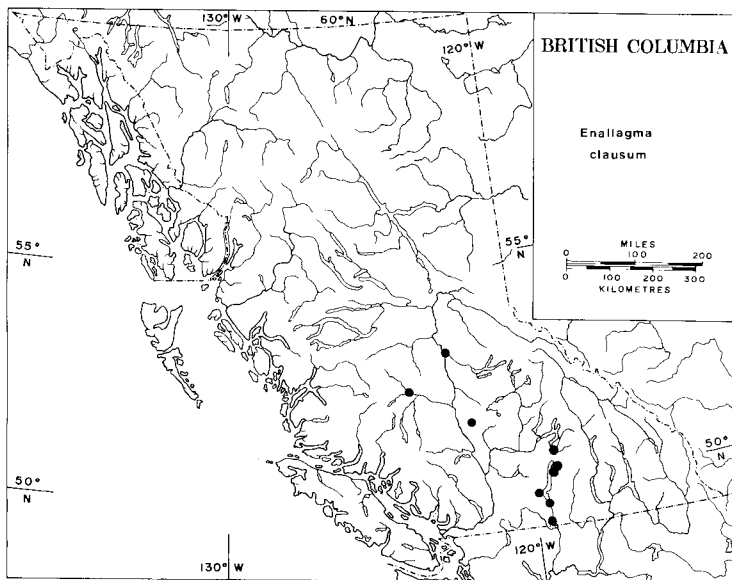 130° W
60° N
120° W
BRITISH COLUMBIA
Enallagma
clausum
55°
N
55°
N
MILES
0 100 200
0 100 200 300
KILOMETRES
50°
N
50°
N
130° W
120° W